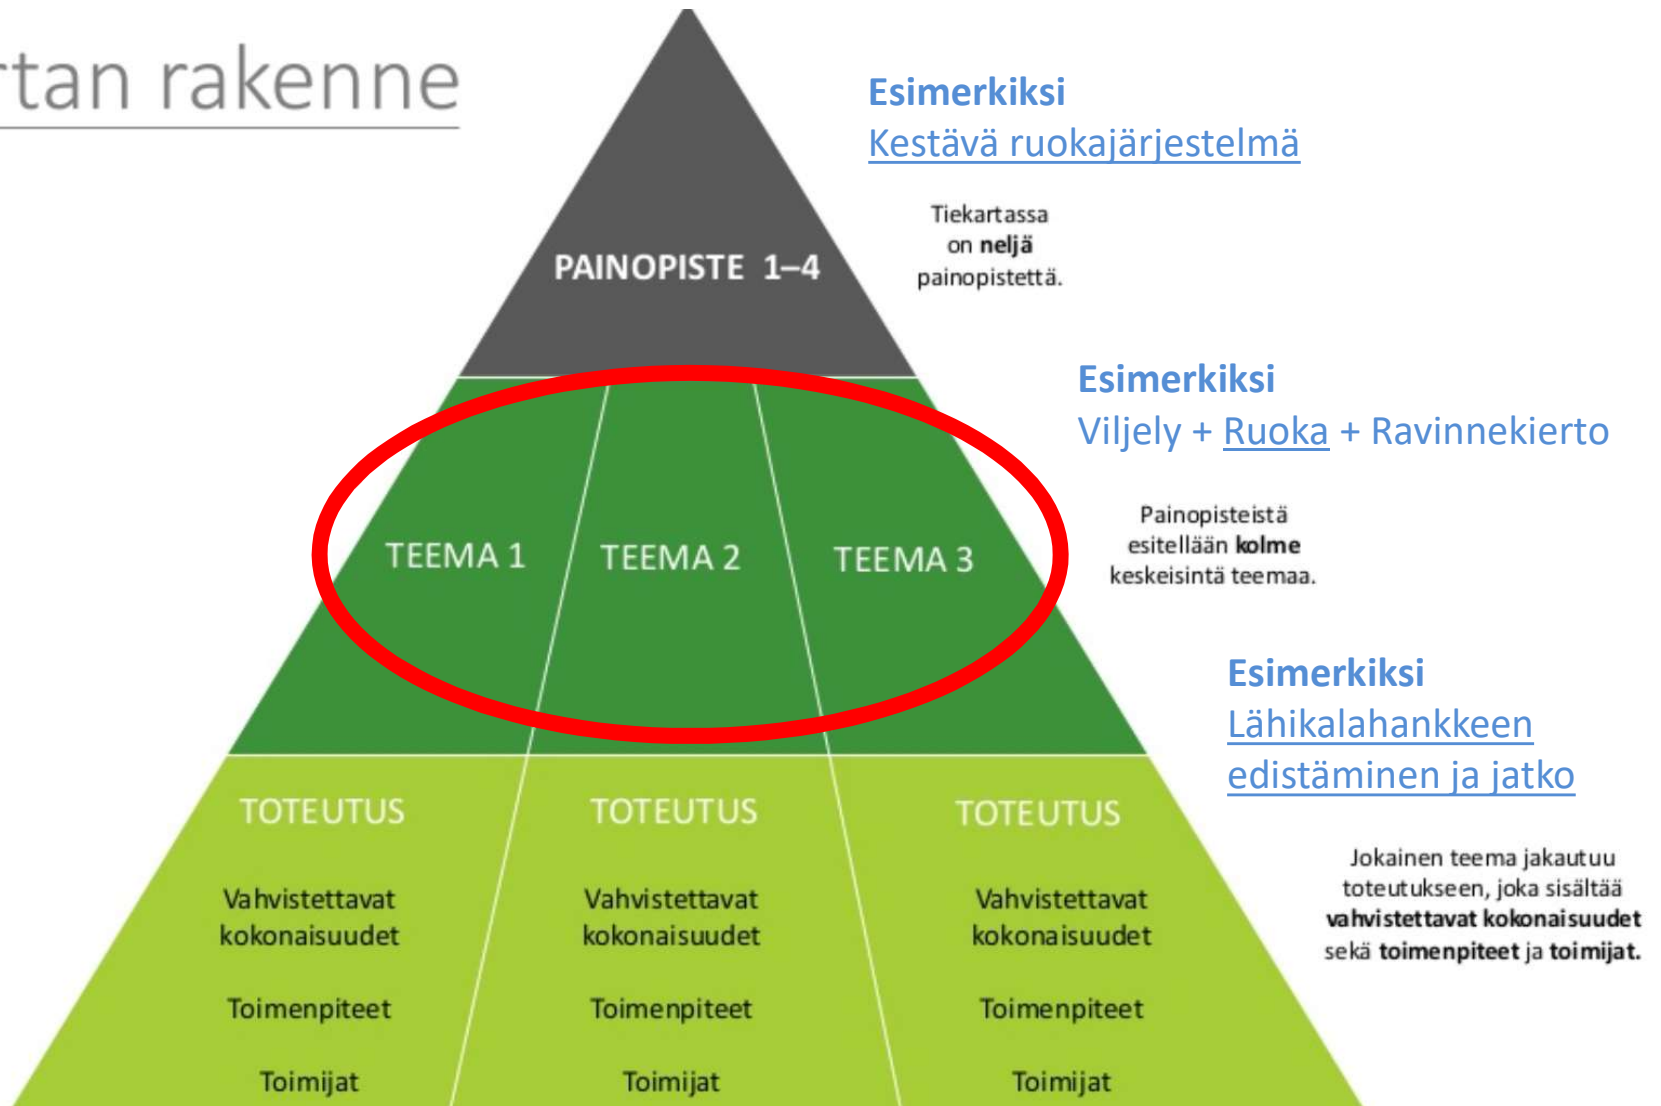 rtan rakenne
Esimerkiksi
Kestävä ruokajärjestelmä
Tiekartassa
on neljä
painopistettä.
PAINOPISTE 1–4
Esimerkiksi
Viljely + Ruoka + Ravinnekierto
Painopisteistä
esitellään kolme
keskeisintä teemaa.
TEEMA 1 TEEMA 2 TEEMA 3
Esimerkiksi
Lähikalahankkeen
edistäminen ja jatko
Jokainen teema jakautuu
toteutukseen, joka sisältää
vahvistettavat kokonaisuudet
sekä toimenpiteet ja toimijat.
TOTEUTUS
Vahvistettavat
kokonaisuudet
Toimenpiteet
Toimijat
TOTEUTUS
Vahvistettavat
kokonaisuudet
Toimenpiteet
Toimijat
TOTEUTUS
Vahvistettavat
kokonaisuudet
Toimenpiteet
Toimijat